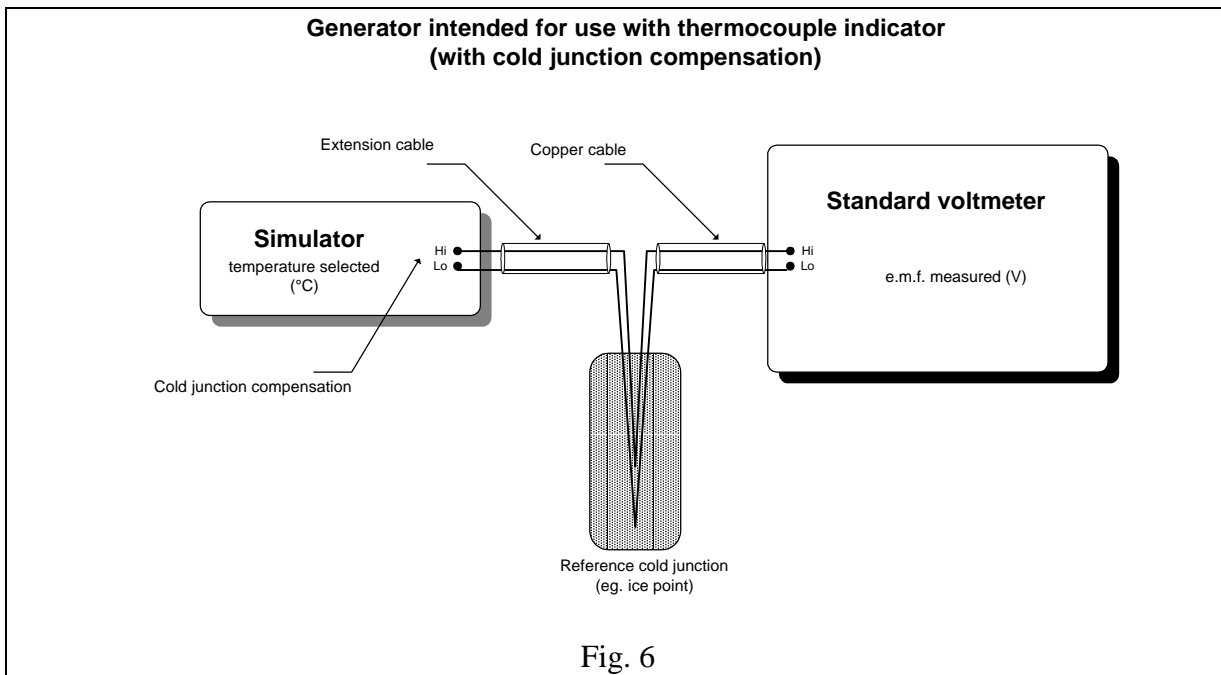 Generator intended for use with thermocouple indicator
(with cold junction compensation)
Extension cable
Copper cable
Simulator
temperature selected
(°C)
Hi
Lo
Hi
Lo
Standard voltmeter
e.m.f. measured (V)
Cold junction compensation
Reference cold junction
(eg. ice point)
Fig. 6